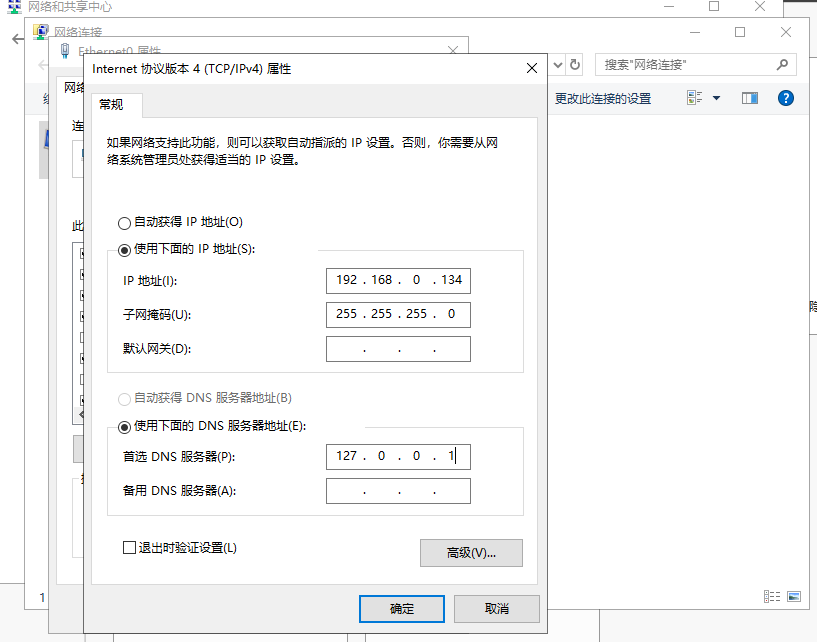 网络和共享中心
网络连接
Ethernet0 属性
Internet 协议版本 4 (TCP/IPv4) 属性
搜索"网络连接"
网络
常规
更改此连接的设置
连
如果网络支持此功能，则可以获取自动指派的 IP 设置。否则，你需要从网
络系统管理员处获得适当的 IP 设置。
此
自动获得 IP 地址(O)
使用下面的 IP 地址(S):
IP 地址(I):
192 . 168 . 0 . 134
子网掩码(U):
255 . 255 . 255 . 0
默认网关(D):
. . .
自动获得 DNS 服务器地址(B)
使用下面的 DNS 服务器地址(E):
首选 DNS 服务器(P):
127 . 0 . 0 . 1
备用 DNS 服务器(A):
. . .
退出时验证设置(L)
高级(V)...
1
确定
取消